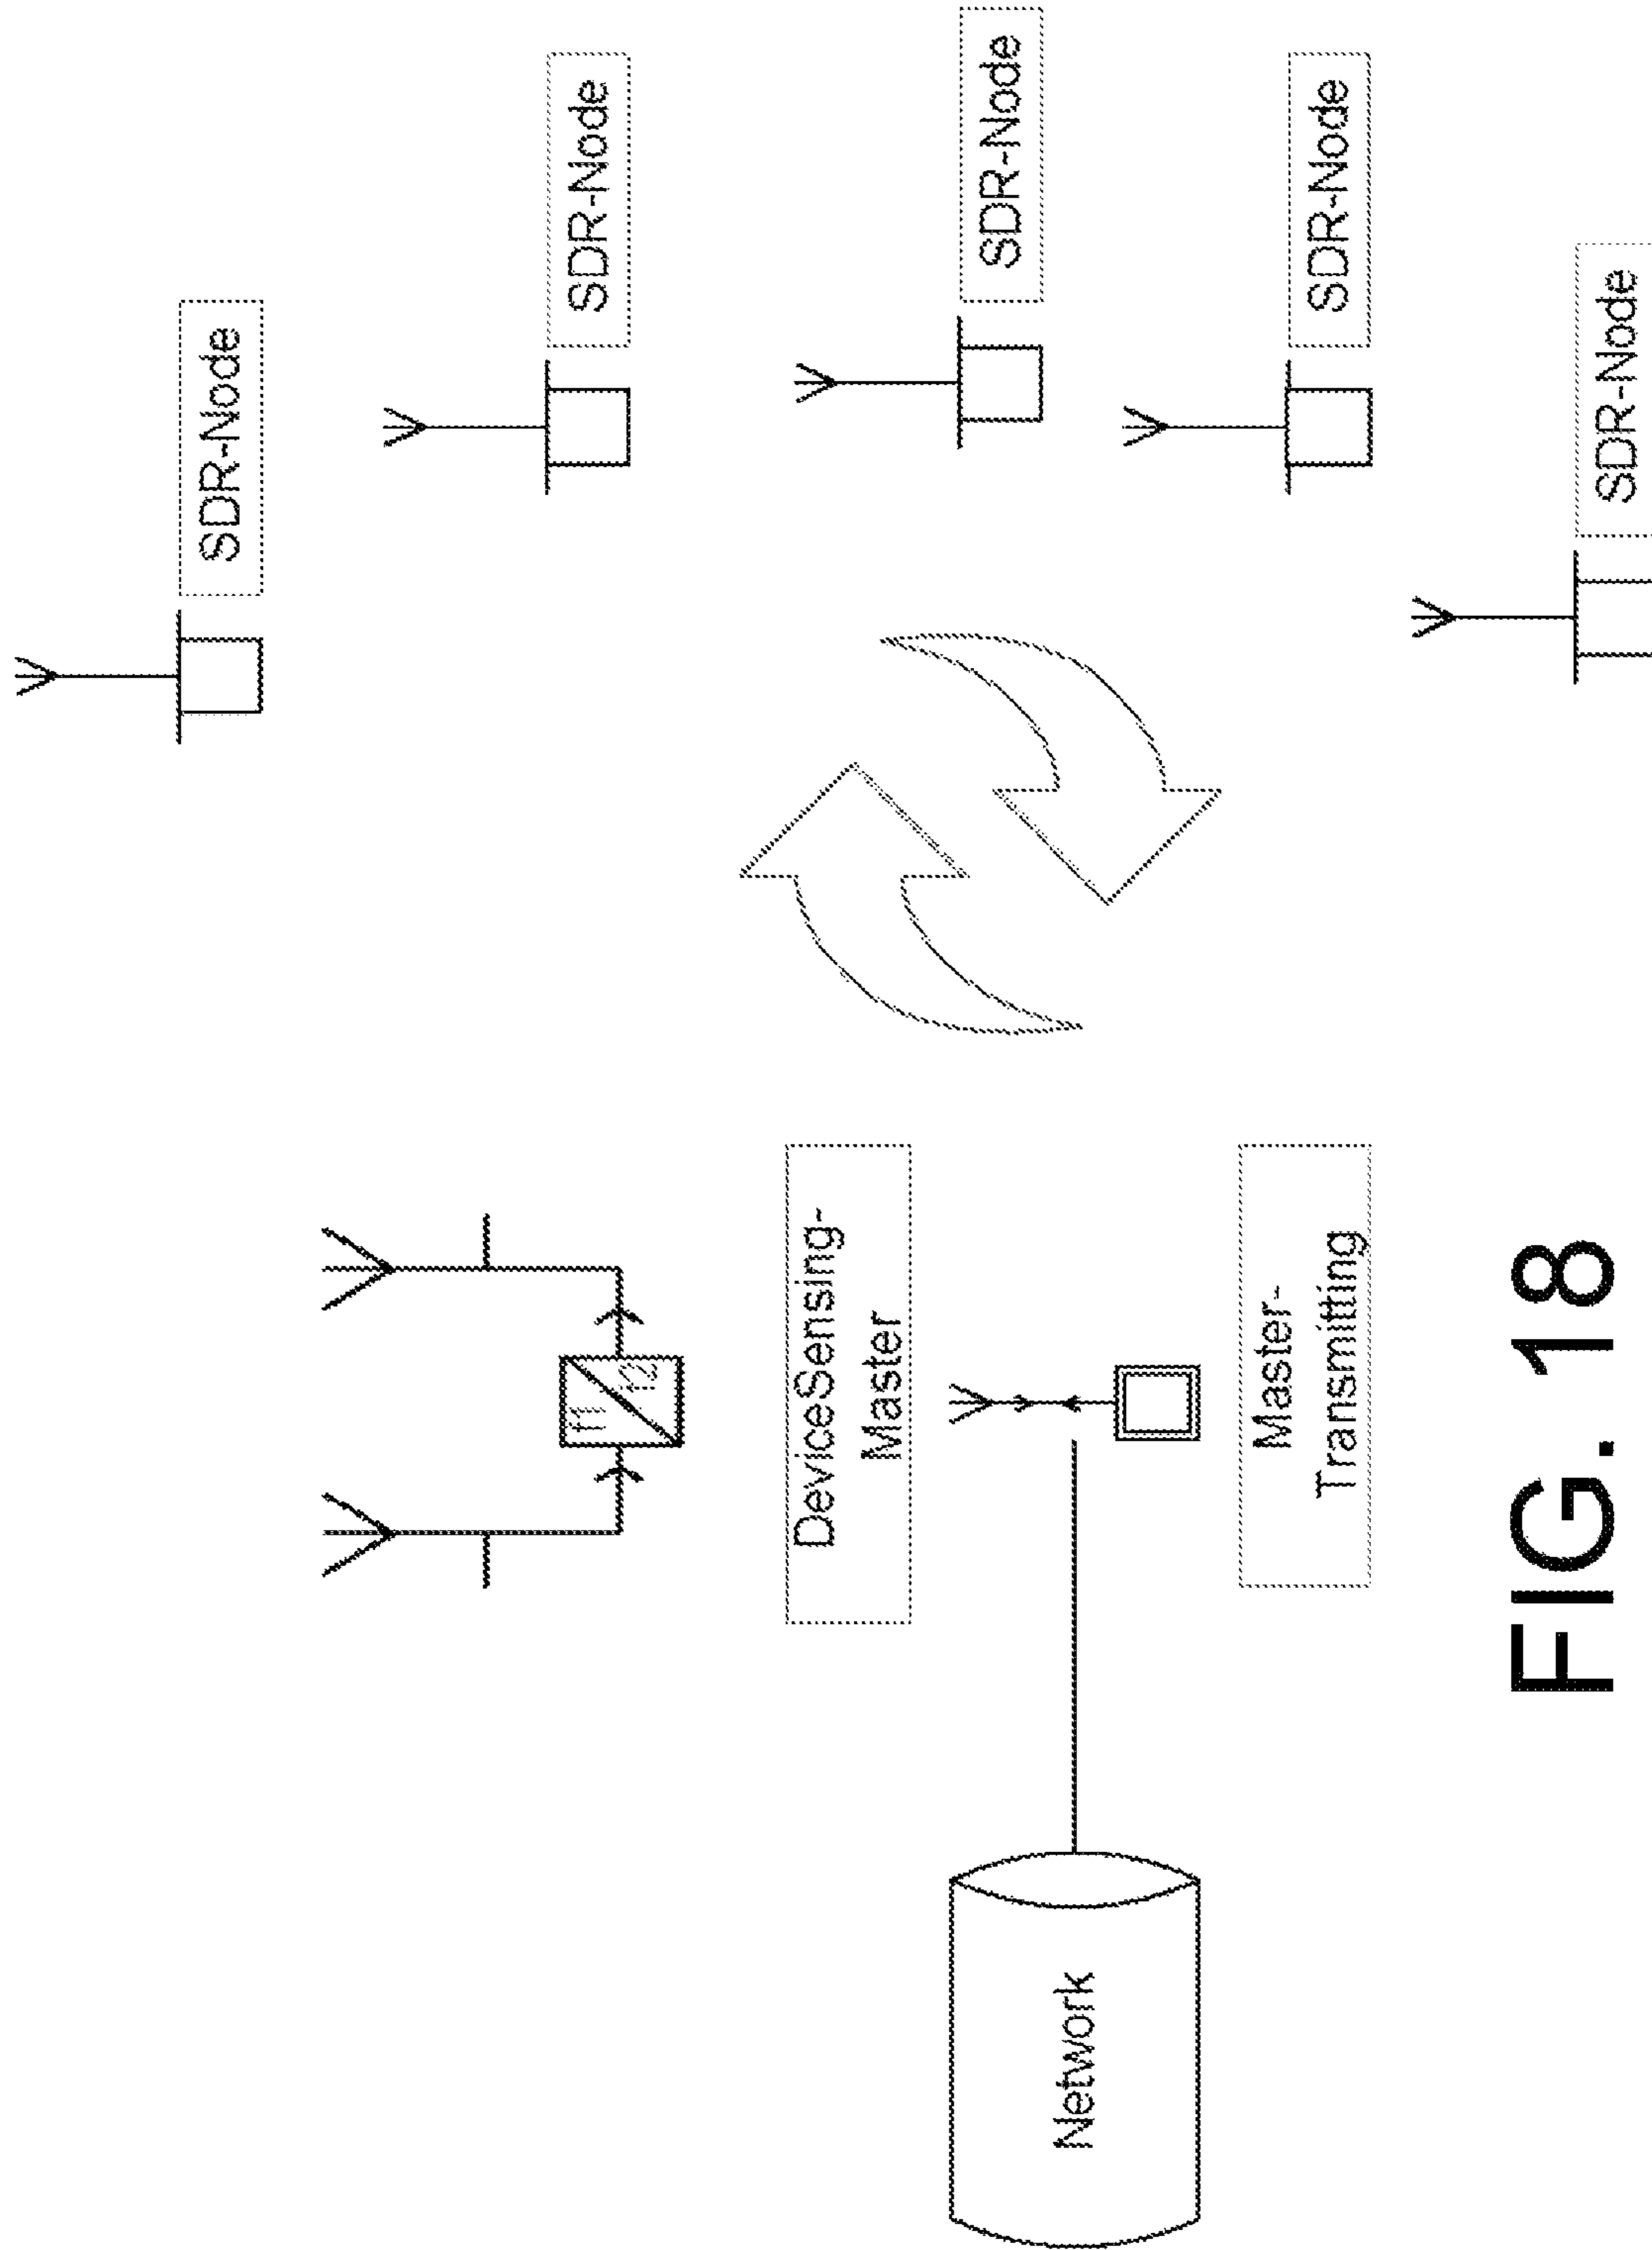 SDR-Node
SDR-Node
SDR-Node
SDR-Node
SDR-Node
f1
f2
DeviceSensing-
Master
Master-
Transmitting
Network
FIG. 18